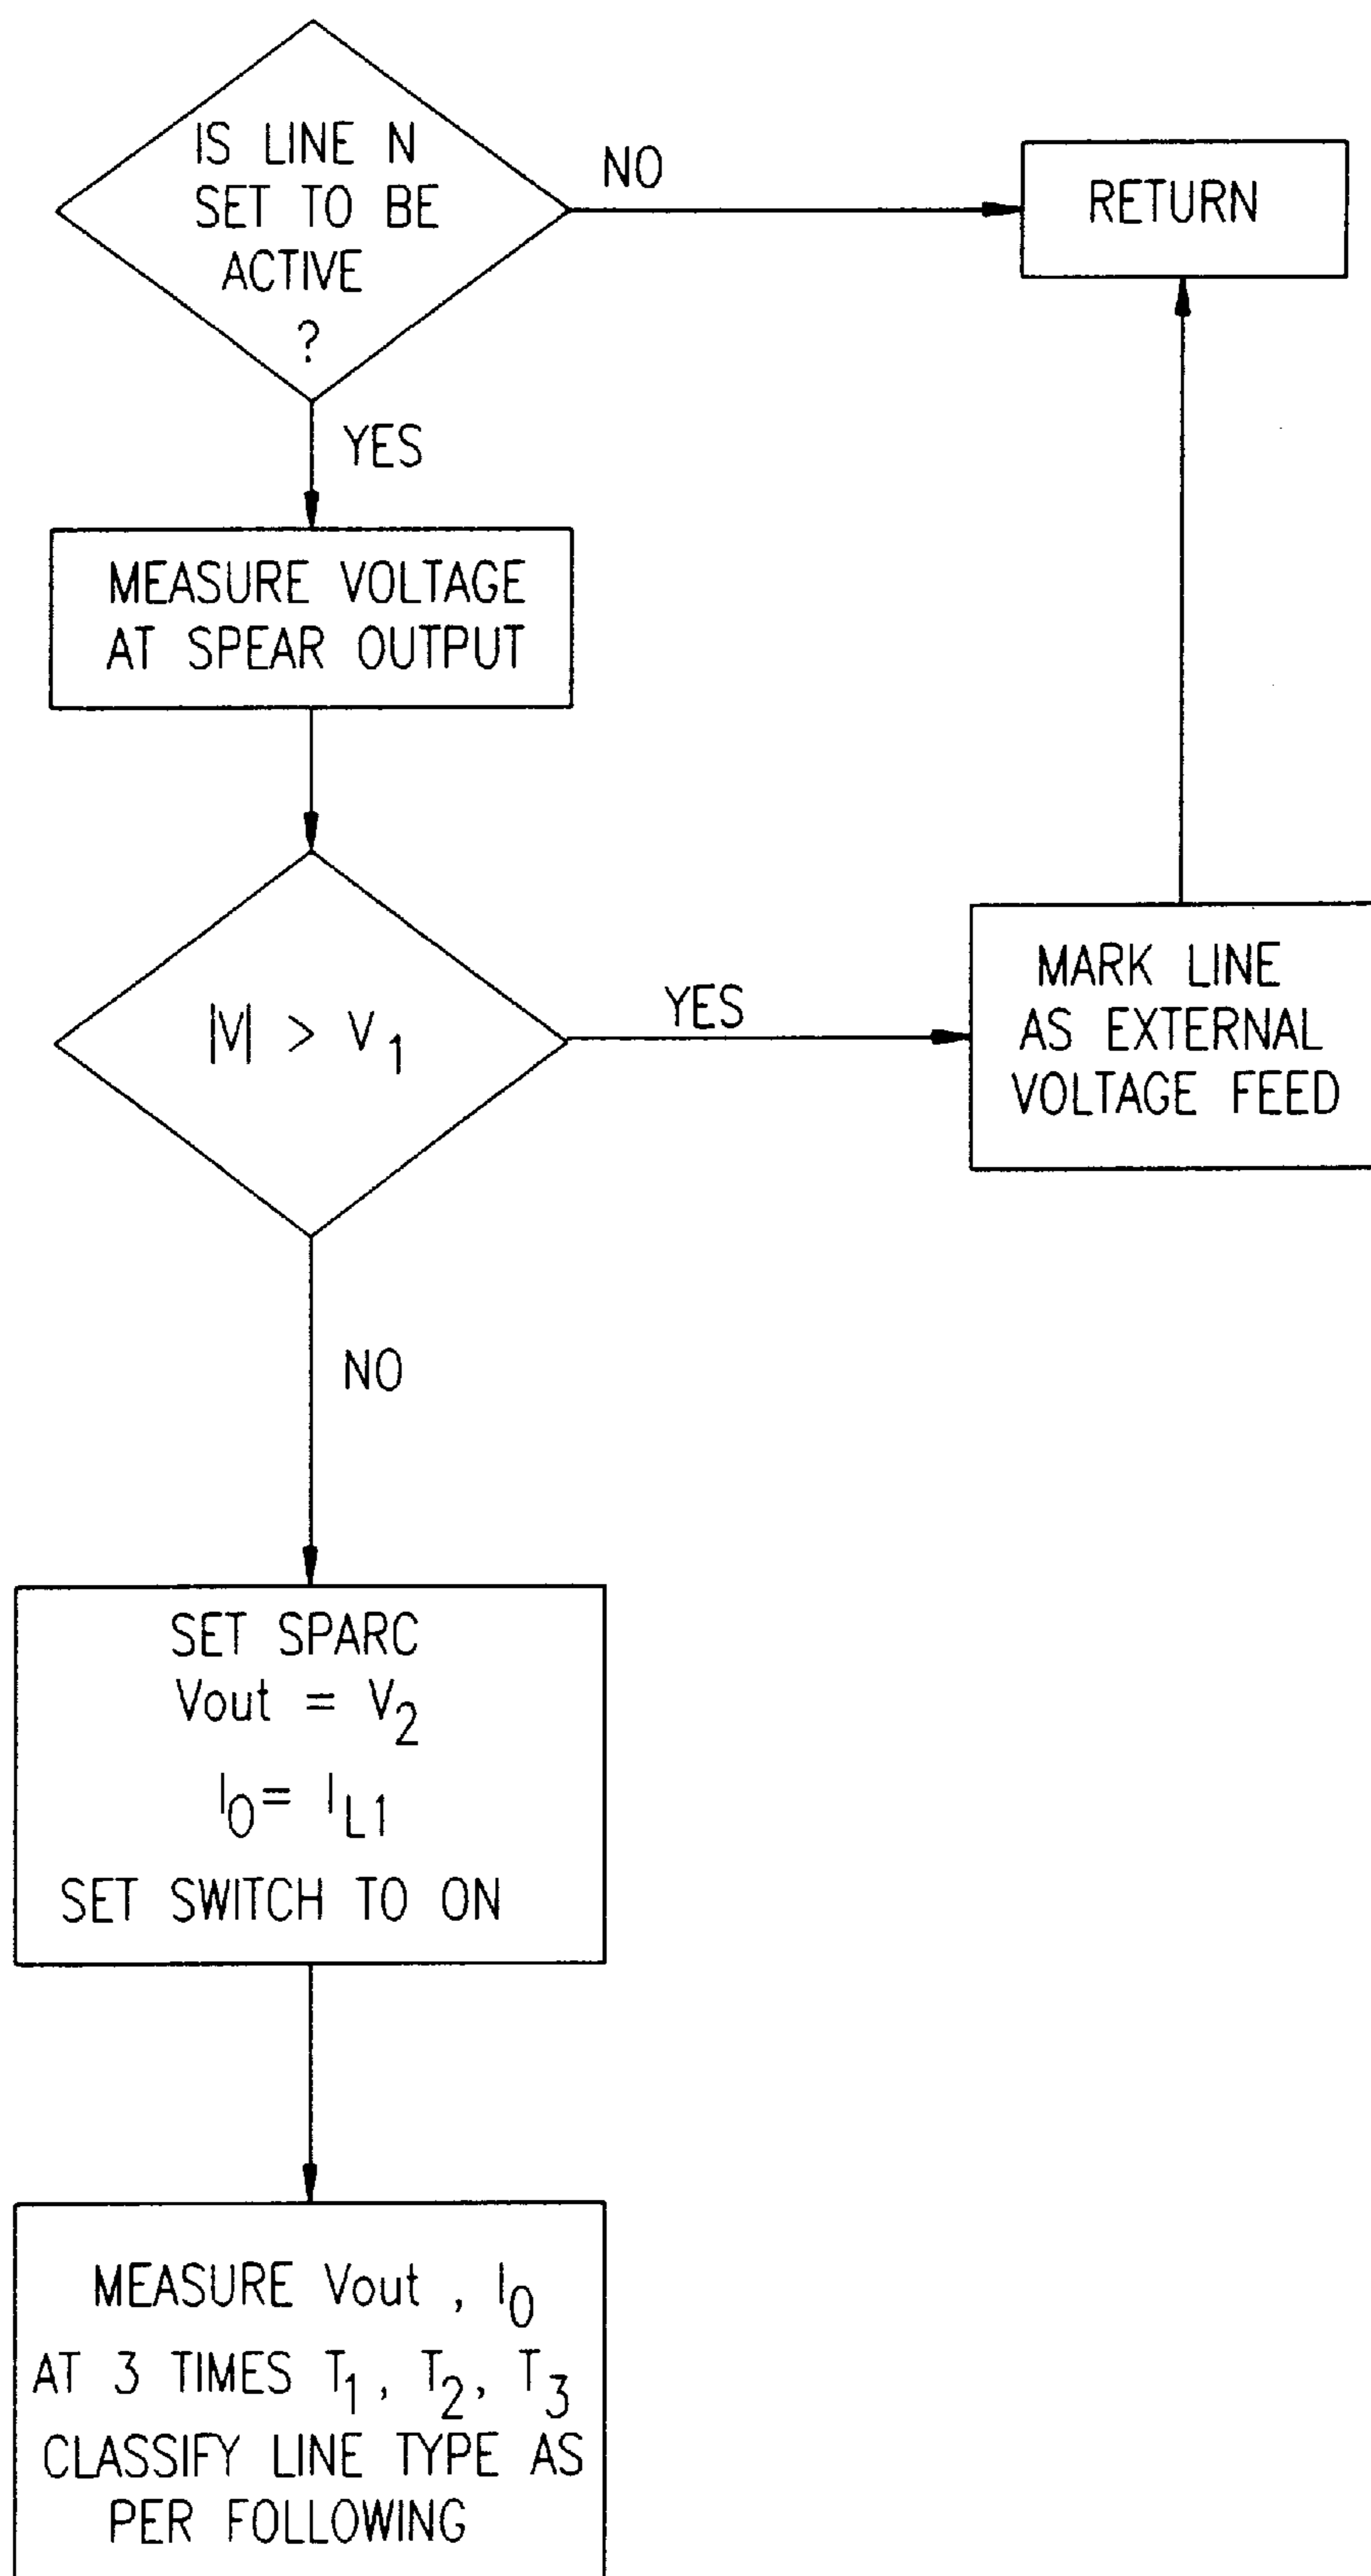 IS LINE N
SET TO BE
ACTIVE
?
NO
RETURN
YES
MEASURE VOLTAGE
AT SPEAR OUTPUT
|V| > V1
YES
MARK LINE
AS EXTERNAL
VOLTAGE FEED
NO
SET SPARC
Vout = V2
I0= IL1
SET SWITCH TO ON
MEASURE Vout , I0
AT 3 TIMES T1, T2, T3
CLASSIFY LINE TYPE AS
PER FOLLOWING